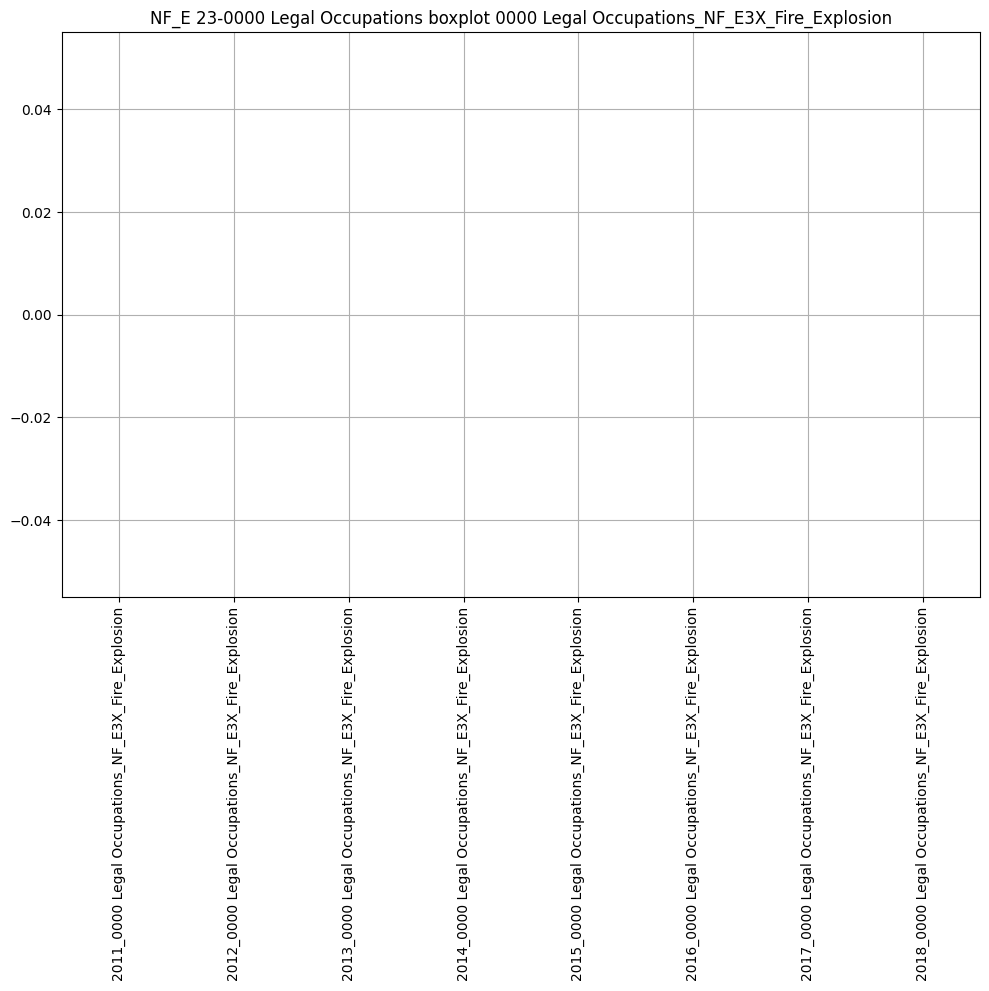 NF_E 23-0000 Legal Occupations boxplot 0000 Legal Occupations_NF_E3X_Fire_Explosion
0.04
0.02
0.00
−0.02
−0.04
2011_0000 Legal Occupations_NF_E3X_Fire_Explosion
2012_0000 Legal Occupations_NF_E3X_Fire_Explosion
2013_0000 Legal Occupations_NF_E3X_Fire_Explosion
2014_0000 Legal Occupations_NF_E3X_Fire_Explosion
2015_0000 Legal Occupations_NF_E3X_Fire_Explosion
2016_0000 Legal Occupations_NF_E3X_Fire_Explosion
2017_0000 Legal Occupations_NF_E3X_Fire_Explosion
2018_0000 Legal Occupations_NF_E3X_Fire_Explosion